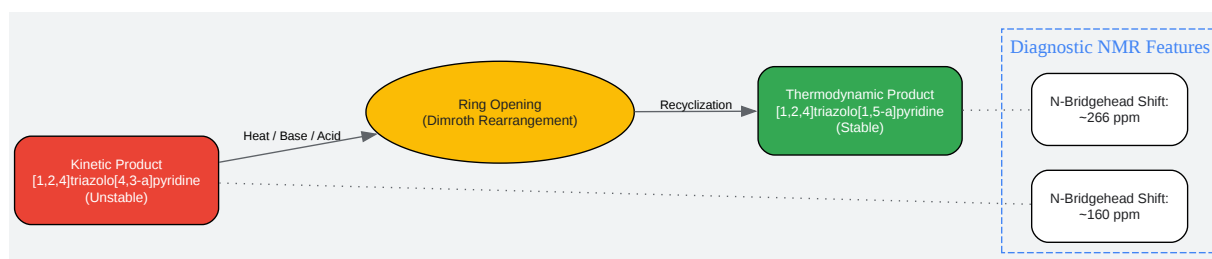 Diagnostic NMR Features
Kinetic Product
[1,2,4]triazolo[4,3-a]pyridine
(Unstable)
Heat / Base / Acid
Ring Opening
(Dimroth Rearrangement)
Recyclization
Thermodynamic Product
[1,2,4]triazolo[1,5-a]pyridine
(Stable)
N-Bridgehead Shift:
~266 ppm
N-Bridgehead Shift:
~160 ppm